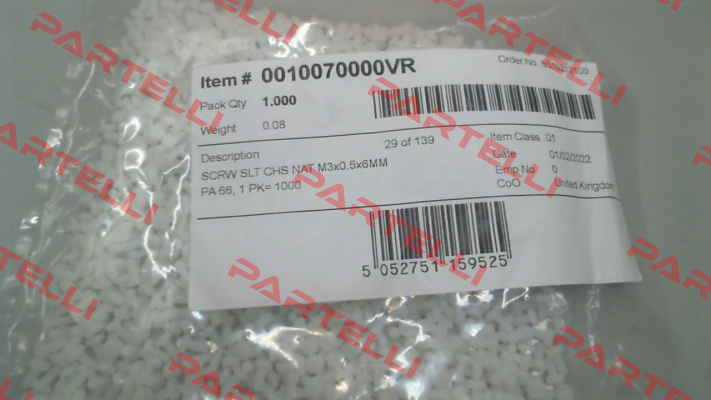 Item # 0010070000VR
Order No.
Pack Qty 1.000
Weight 0.08
Description 29 of 139
SCRW SLT CHS NAT M3x0.5x6MM
PA 66, 1 PK= 1000
Item Class 01
Date 01/02/2022
Emp No 0
CoO United Kingdom
5 052751 159525
PARTELLI